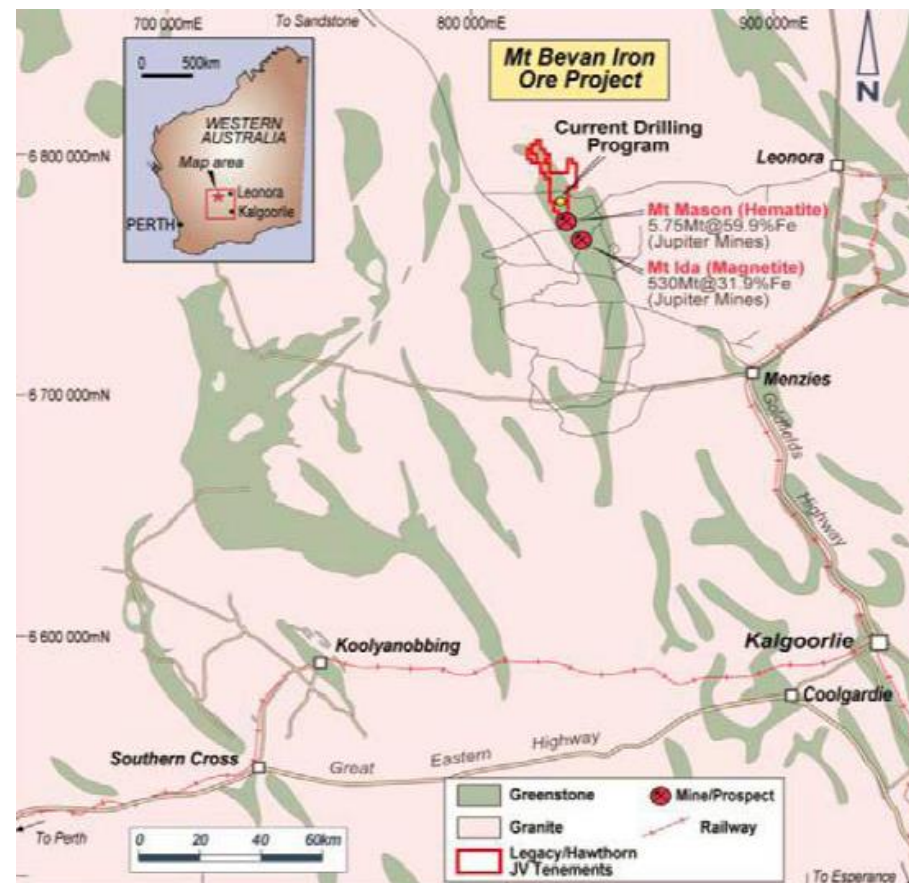 700 000mE
To Sandstone
800 000mE
900 000mE
0 500km
WESTERN
AUSTRALIA
Map area
Leonora
Kalgoorlie
PERTH
Mt Bevan Iron
Ore Project
N
Current Drilling
Program
6 800 000mN
Leonora
Mt Mason (Hematite)
5.75Mt@59.9%Fe
(Jupiter Mines)
Mt Ida (Magnetite)
530Mt@31.9%Fe
(Jupiter Mines)
6 700 000mN
Menzies
Goldfields
Highway
6 600 000mN
Koolyanobbing
Kalgoorlie
Coolgardie
Southern Cross
Great Eastern Highway
To Perth
0 20 40 60km
Greenstone
Granite
Legacy/Hawthorn
JV Tenements
Mine/Prospect
Railway
To Esperance